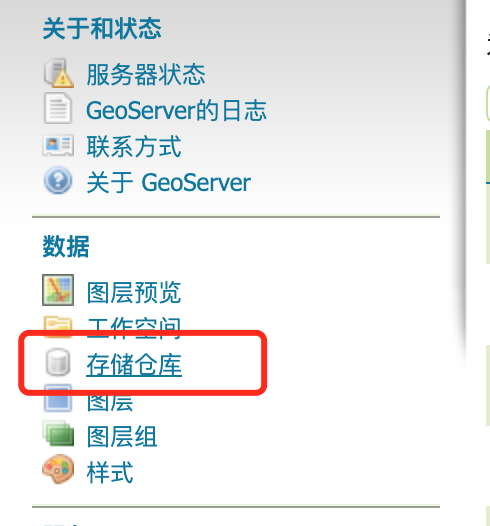 关于和状态
服务器状态
GeoServer的日志
联系方式
关于 GeoServer
数据
图层预览
工作空间
存储仓库
图层
图层组
样式